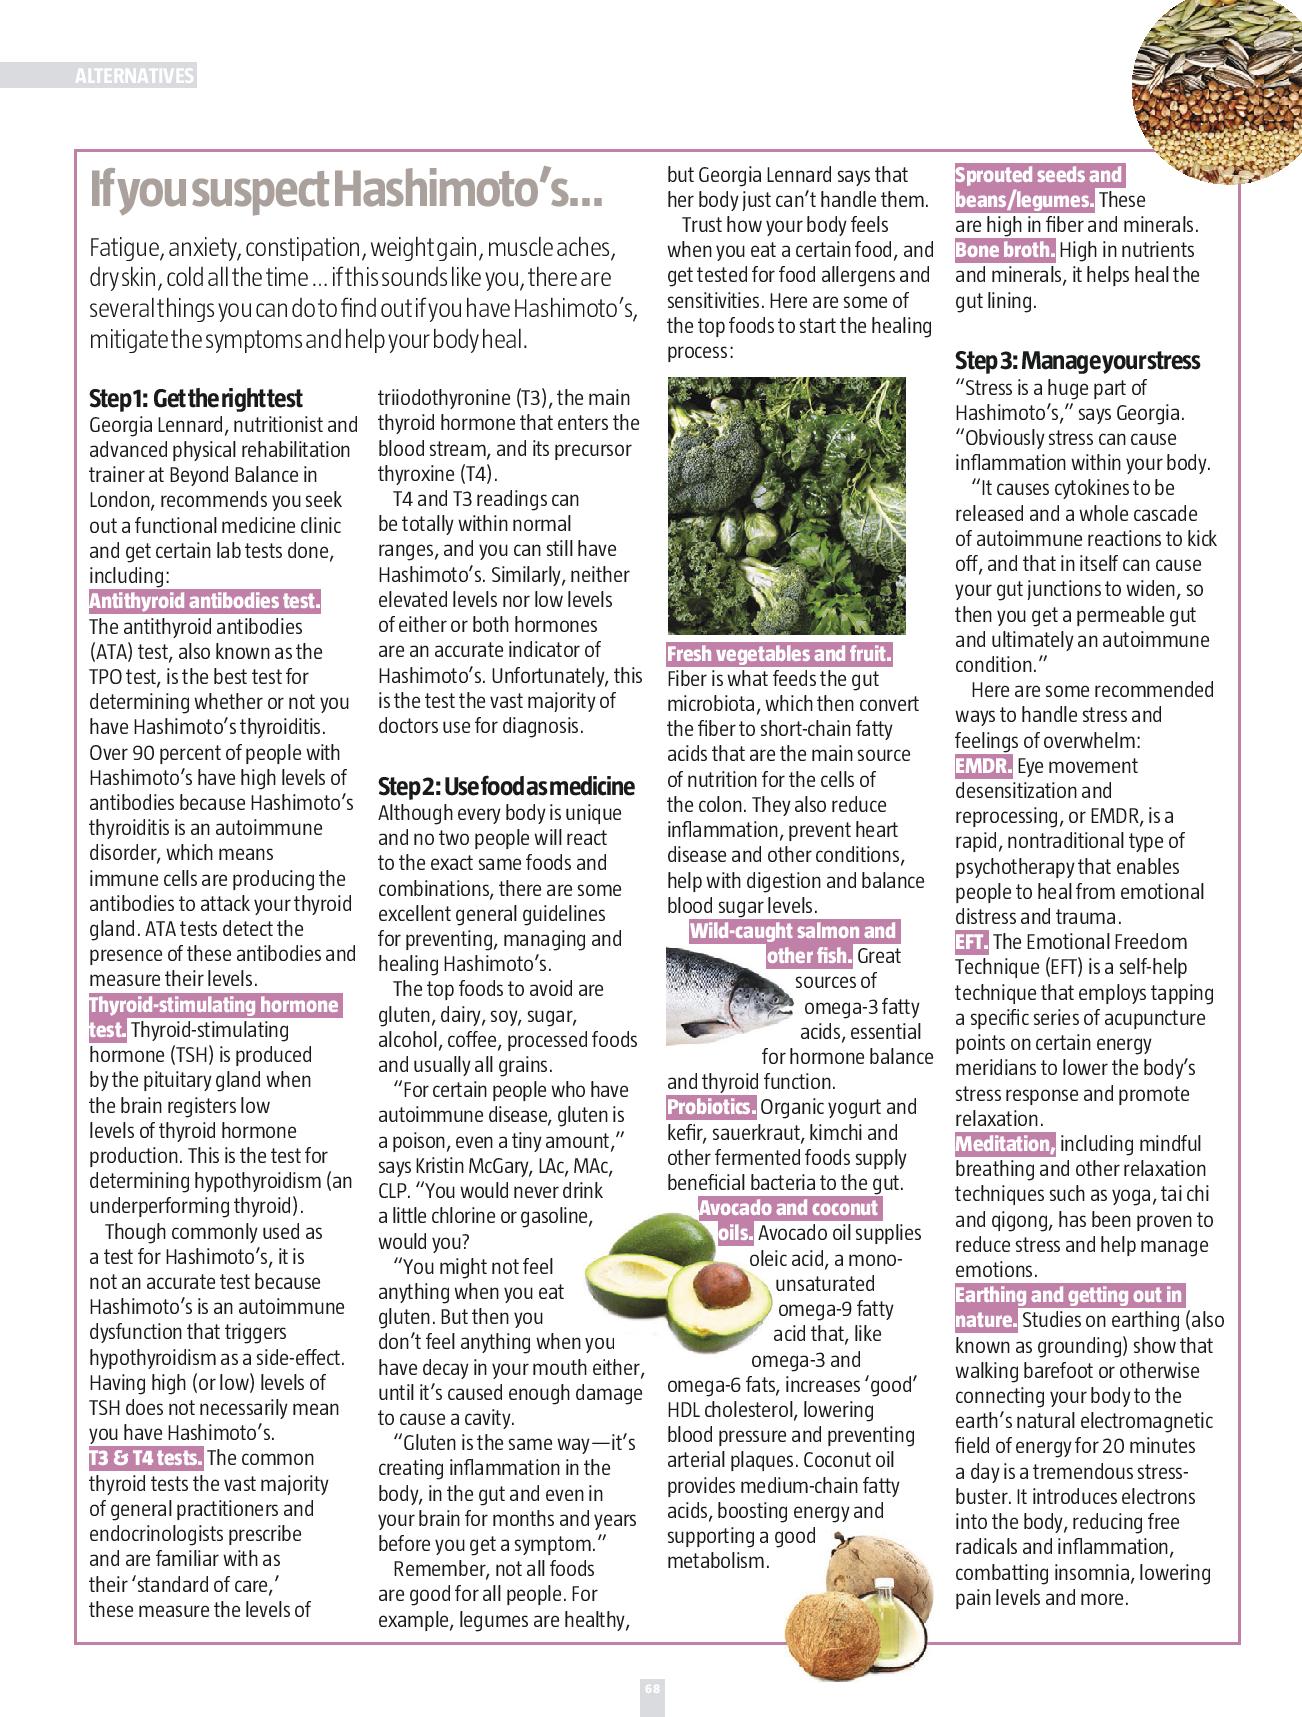 ALTERNATIVES
If you suspect Hashimoto’s...
Fatigue, anxiety, constipation, weight gain, muscle aches,
dry skin, cold all the time ... if this sounds like you, there are
several things you can do to find out if you have Hashimoto’s,
mitigate the symptoms and help your body heal.
Step 1: Get the right test
Georgia Lennard, nutritionist and
advanced physical rehabilitation
trainer at Beyond Balance in
London, recommends you seek
out a functional medicine clinic
and get certain lab tests done,
including:
Antithyroid antibodies test.
The antithyroid antibodies
(ATA) test, also known as the
TPO test, is the best test for
determining whether or not you
have Hashimoto’s thyroiditis.
Over 90 percent of people with
Hashimoto’s have high levels of
antibodies because Hashimoto’s
thyroiditis is an autoimmune
disorder, which means
immune cells are producing the
antibodies to attack your thyroid
gland. ATA tests detect the
presence of these antibodies and
measure their levels.
Thyroid-stimulating hormone
test. Thyroid-stimulating
hormone (TSH) is produced
by the pituitary gland when
the brain registers low
levels of thyroid hormone
production. This is the test for
determining hypothyroidism (an
underperforming thyroid).
Though commonly used as
a test for Hashimoto’s, it is
not an accurate test because
Hashimoto’s is an autoimmune
dysfunction that triggers
hypothyroidism as a side-effect.
Having high (or low) levels of
TSH does not necessarily mean
you have Hashimoto’s.
T3 & T4 tests. The common
thyroid tests the vast majority
of general practitioners and
endocrinologists prescribe
and are familiar with as
their ‘standard of care,’
these measure the levels of
triiodothyronine (T3), the main
thyroid hormone that enters the
blood stream, and its precursor
thyroxine (T4).
T4 and T3 readings can
be totally within normal
ranges, and you can still have
Hashimoto’s. Similarly, neither
elevated levels nor low levels
of either or both hormones
are an accurate indicator of
Hashimoto’s. Unfortunately, this
is the test the vast majority of
doctors use for diagnosis.
Step 2: Use food as medicine
Although every body is unique
and no two people will react
to the exact same foods and
combinations, there are some
excellent general guidelines
for preventing, managing and
healing Hashimoto’s.
The top foods to avoid are
gluten, dairy, soy, sugar,
alcohol, coffee, processed foods
and usually all grains.
“For certain people who have
autoimmune disease, gluten is
a poison, even a tiny amount,”
says Kristin McGary, LAc, MAc,
CLP. “You would never drink
a little chlorine or gasoline,
would you?
“You might not feel
anything when you eat
gluten. But then you
don’t feel anything when you
have decay in your mouth either,
until it’s caused enough damage
to cause a cavity.
“Gluten is the same way—it’s
creating inflammation in the
body, in the gut and even in
your brain for months and years
before you get a symptom.”
Remember, not all foods
are good for all people. For
example, legumes are healthy,
but Georgia Lennard says that
her body just can’t handle them.
Trust how your body feels
when you eat a certain food, and
get tested for food allergens and
sensitivities. Here are some of
the top foods to start the healing
process:
Fresh vegetables and fruit.
Fiber is what feeds the gut
microbiota, which then convert
the fiber to short-chain fatty
acids that are the main source
of nutrition for the cells of
the colon. They also reduce
inflammation, prevent heart
disease and other conditions,
help with digestion and balance
blood sugar levels.
Wild-caught salmon and
other fish. Great
sources of
omega-3 fatty
acids, essential
for hormone balance
and thyroid function.
Probiotics. Organic yogurt and
kefir, sauerkraut, kimchi and
other fermented foods supply
beneficial bacteria to the gut.
Avocado and coconut
oils. Avocado oil supplies
oleic acid, a mono-
unsaturated
omega-9 fatty
acid that, like
omega-3 and
omega-6 fats, increases ‘good’
HDL cholesterol, lowering
blood pressure and preventing
arterial plaques. Coconut oil
provides medium-chain fatty
acids, boosting energy and
supporting a good
metabolism.
Sprouted seeds and
beans/legumes. These
are high in fiber and minerals.
Bone broth. High in nutrients
and minerals, it helps heal the
gut lining.
Step 3: Manage your stress
“Stress is a huge part of
Hashimoto’s,” says Georgia.
“Obviously stress can cause
inflammation within your body.
“It causes cytokines to be
released and a whole cascade
of autoimmune reactions to kick
off, and that in itself can cause
your gut junctions to widen, so
then you get a permeable gut
and ultimately an autoimmune
condition.”
Here are some recommended
ways to handle stress and
feelings of overwhelm:
EMDR. Eye movement
desensitization and
reprocessing, or EMDR, is a
rapid, nontraditional type of
psychotherapy that enables
people to heal from emotional
distress and trauma.
EFT. The Emotional Freedom
Technique (EFT) is a self-help
technique that employs tapping
a specific series of acupuncture
points on certain energy
meridians to lower the body’s
stress response and promote
relaxation.
Meditation, including mindful
breathing and other relaxation
techniques such as yoga, tai chi
and qigong, has been proven to
reduce stress and help manage
emotions.
Earthing and getting out in
nature. Studies on earthing (also
known as grounding) show that
walking barefoot or otherwise
connecting your body to the
earth’s natural electromagnetic
field of energy for 20 minutes
a day is a tremendous stress-
buster. It introduces electrons
into the body, reducing free
radicals and inflammation,
combatting insomnia, lowering
pain levels and more.
68